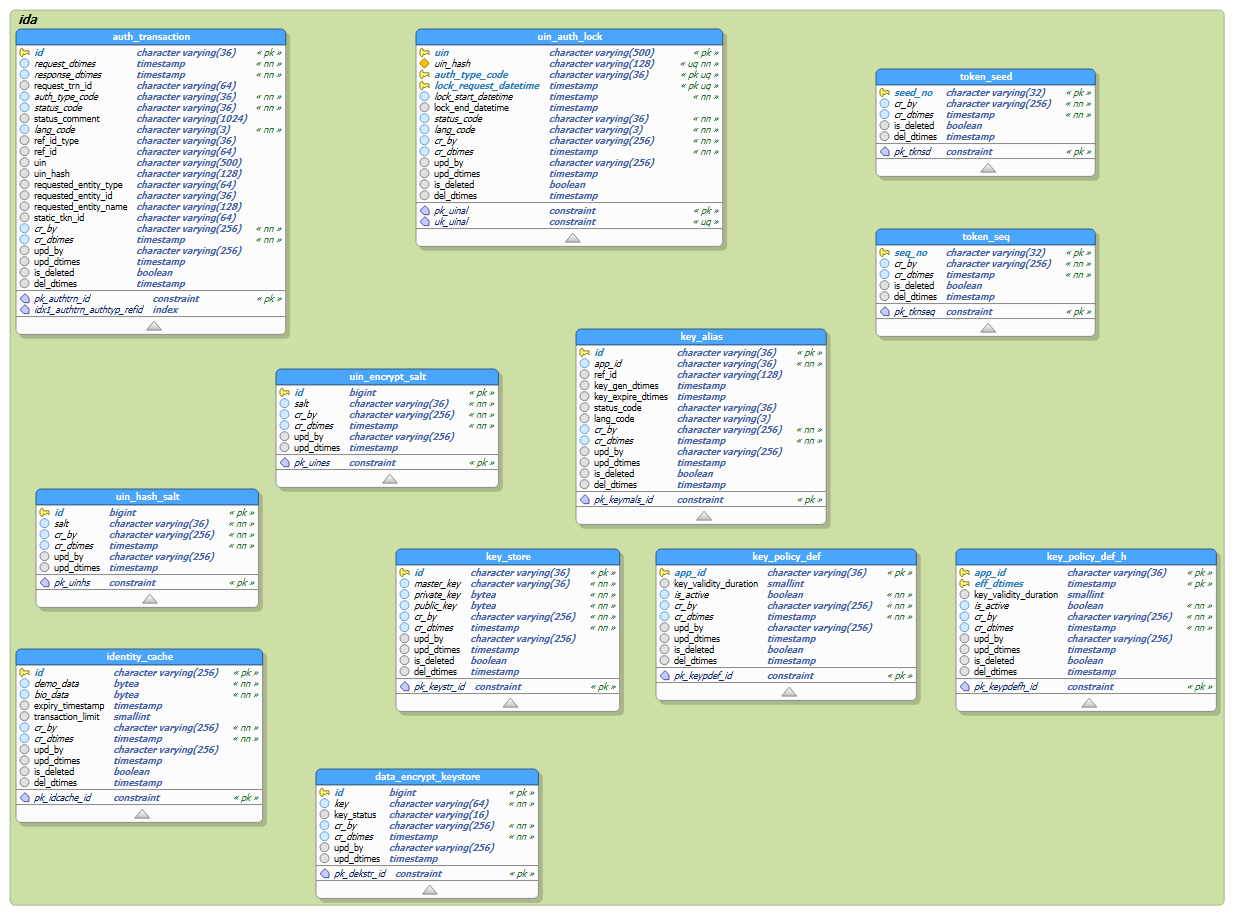 ida
auth_transaction
id character varying(36) « pk »
request_dtimes timestamp « nn »
response_dtimes timestamp « nn »
request_trn_id character varying(64)
auth_type_code character varying(36) « nn »
status_code character varying(36) « nn »
status_comment character varying(1024)
lang_code character varying(3) « nn »
ref_id_type character varying(36)
ref_id character varying(64)
uin character varying(500)
uin_hash character varying(128)
requested_entity_type character varying(64)
requested_entity_id character varying(36)
requested_entity_name character varying(128)
static_tkn_id character varying(64)
cr_by character varying(256) « nn »
cr_dtimes timestamp « nn »
upd_by character varying(256)
upd_dtimes timestamp
is_deleted boolean
del_dtimes timestamp
pk_authtrn_id constraint « pk »
idx1_authtrn_authtyp_refid index
uin_auth_lock
uin character varying(500) « pk »
uin_hash character varying(128) « uq nn »
auth_type_code character varying(36) « pk uq »
lock_request_datetime timestamp « pk uq »
lock_start_datetime timestamp « nn »
lock_end_datetime timestamp
status_code character varying(36) « nn »
lang_code character varying(3) « nn »
cr_by character varying(256) « nn »
cr_dtimes timestamp « nn »
upd_by character varying(256)
upd_dtimes timestamp
is_deleted boolean
del_dtimes timestamp
pk_uinal constraint « pk »
uk_uinal constraint « uq »
token_seed
seed_no character varying(32) « pk »
cr_by character varying(256) « nn »
cr_dtimes timestamp « nn »
is_deleted boolean
del_dtimes timestamp
pk_tknsd constraint « pk »
token_seq
seq_no character varying(32) « pk »
cr_by character varying(256) « nn »
cr_dtimes timestamp « nn »
is_deleted boolean
del_dtimes timestamp
pk_tknseq constraint « pk »
key_alias
id character varying(36) « pk »
app_id character varying(36) « nn »
ref_id character varying(128)
key_gen_dtimes timestamp
key_expire_dtimes timestamp
status_code character varying(36)
lang_code character varying(3)
cr_by character varying(256) « nn »
cr_dtimes timestamp « nn »
upd_by character varying(256)
upd_dtimes timestamp
is_deleted boolean
del_dtimes timestamp
pk_keymals_id constraint « pk »
uin_encrypt_salt
id bigint « pk »
salt character varying(36) « nn »
cr_by character varying(256) « nn »
cr_dtimes timestamp « nn »
upd_by character varying(256)
upd_dtimes timestamp
pk_uines constraint « pk »
uin_hash_salt
id bigint « pk »
salt character varying(36) « nn »
cr_by character varying(256) « nn »
cr_dtimes timestamp « nn »
upd_by character varying(256)
upd_dtimes timestamp
pk_uinhs constraint « pk »
key_store
id character varying(36) « pk »
master_key character varying(36) « nn »
private_key bytea « nn »
public_key bytea « nn »
cr_by character varying(256) « nn »
cr_dtimes timestamp « nn »
upd_by character varying(256)
upd_dtimes timestamp
is_deleted boolean
del_dtimes timestamp
pk_keystr_id constraint « pk »
key_policy_def
app_id character varying(36) « pk »
key_validity_duration smallint
is_active boolean « nn »
cr_by character varying(256) « nn »
cr_dtimes timestamp « nn »
upd_by character varying(256)
upd_dtimes timestamp
is_deleted boolean
del_dtimes timestamp
pk_keypdef_id constraint « pk »
key_policy_def_h
app_id character varying(36) « pk »
eff_dtimes timestamp « pk »
key_validity_duration smallint
is_active boolean « nn »
cr_by character varying(256) « nn »
cr_dtimes timestamp « nn »
upd_by character varying(256)
upd_dtimes timestamp
is_deleted boolean
del_dtimes timestamp
pk_keypdefh_id constraint « pk »
identity_cache
id character varying(256) « pk »
demo_data bytea « nn »
bio_data bytea « nn »
expiry_timestamp timestamp
transaction_limit smallint
cr_by character varying(256) « nn »
cr_dtimes timestamp « nn »
upd_by character varying(256)
upd_dtimes timestamp
is_deleted boolean
del_dtimes timestamp
pk_idcache_id constraint « pk »
data_encrypt_keystore
id bigint « pk »
key character varying(64) « nn »
key_status character varying(16)
cr_by character varying(256) « nn »
cr_dtimes timestamp « nn »
upd_by character varying(256)
upd_dtimes timestamp
pk_dekstr_id constraint « pk »